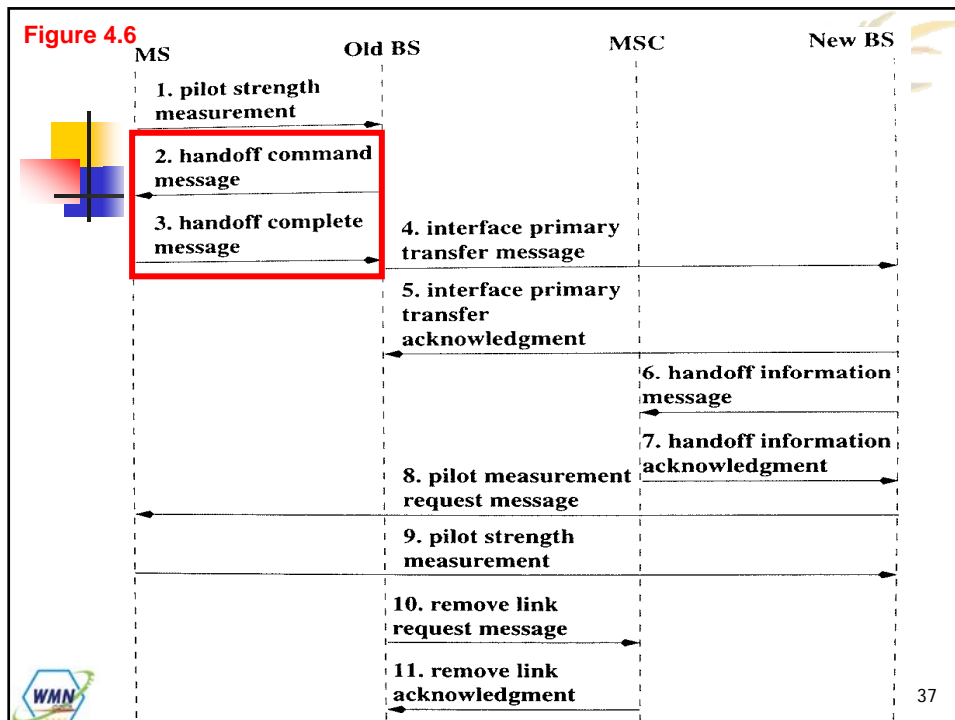 Figure 4.6
MS
Old BS
MSC
New BS
1. pilot strength
measurement
2. handoff command
message
3. handoff complete
message
4. interface primary
transfer message
5. interface primary
transfer
acknowledgment
6. handoff information
message
7. handoff information
acknowledgment
8. pilot measurement
request message
9. pilot strength
measurement
10. remove link
request message
11. remove link
acknowledgment
WMN
37